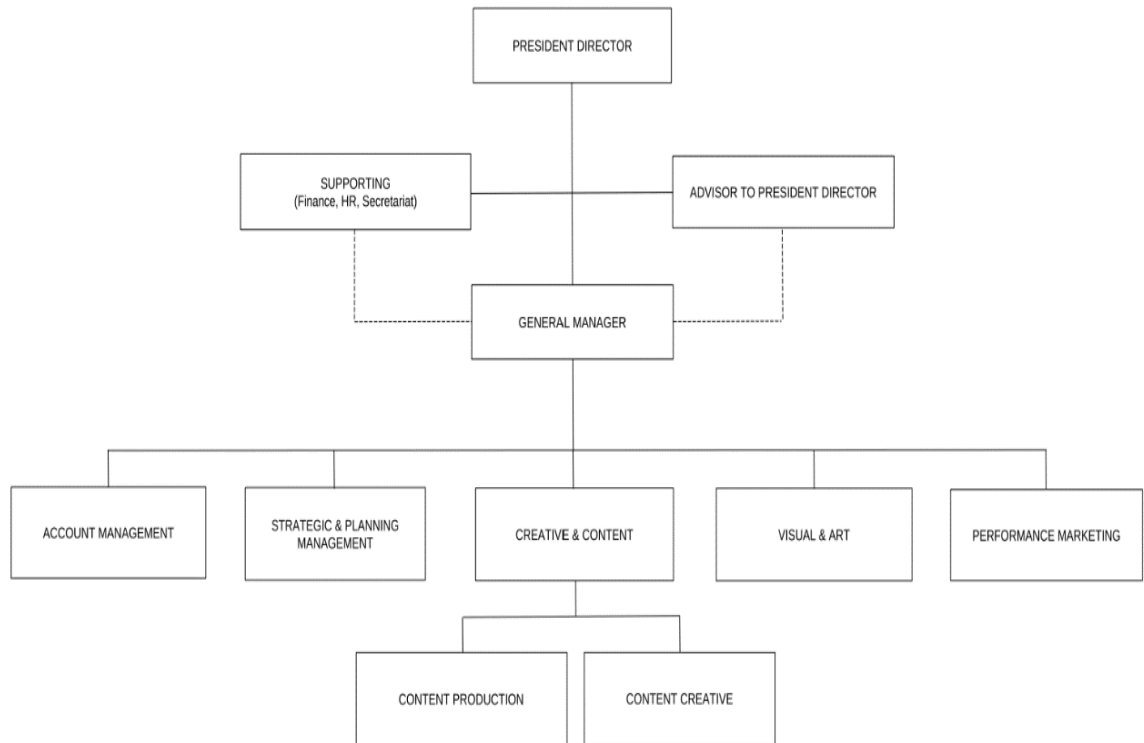 PRESIDENT DIRECTOR
SUPPORTING
(Finance, HR, Secretariat)
ADVISOR TO PRESIDENT DIRECTOR
GENERAL MANAGER
ACCOUNT MANAGEMENT
STRATEGIC & PLANNING
MANAGEMENT
CREATIVE & CONTENT
VISUAL & ART
PERFORMANCE MARKETING
CONTENT PRODUCTION
CONTENT CREATIVE